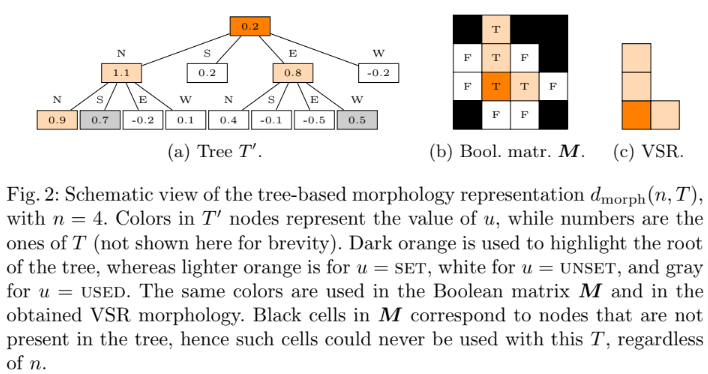 0.2
N S E W
1.1 0.2 0.8 -0.2
N S E W N S E W
0.9 0.7 -0.2 0.1 0.4 -0.1 -0.5 0.5
T
F T F
F T T F
F F
(a) Tree T′. (b) Bool. matr. M. (c) VSR.
Fig. 2: Schematic view of the tree-based morphology representation dmorph(n, T),
with n = 4. Colors in T′ nodes represent the value of u, while numbers are the
ones of T (not shown here for brevity). Dark orange is used to highlight the root
of the tree, whereas lighter orange is for u = SET, white for u = UNSET, and gray
for u = USED. The same colors are used in the Boolean matrix M and in the
obtained VSR morphology. Black cells in M correspond to nodes that are not
present in the tree, hence such cells could never be used with this T, regardless
of n.